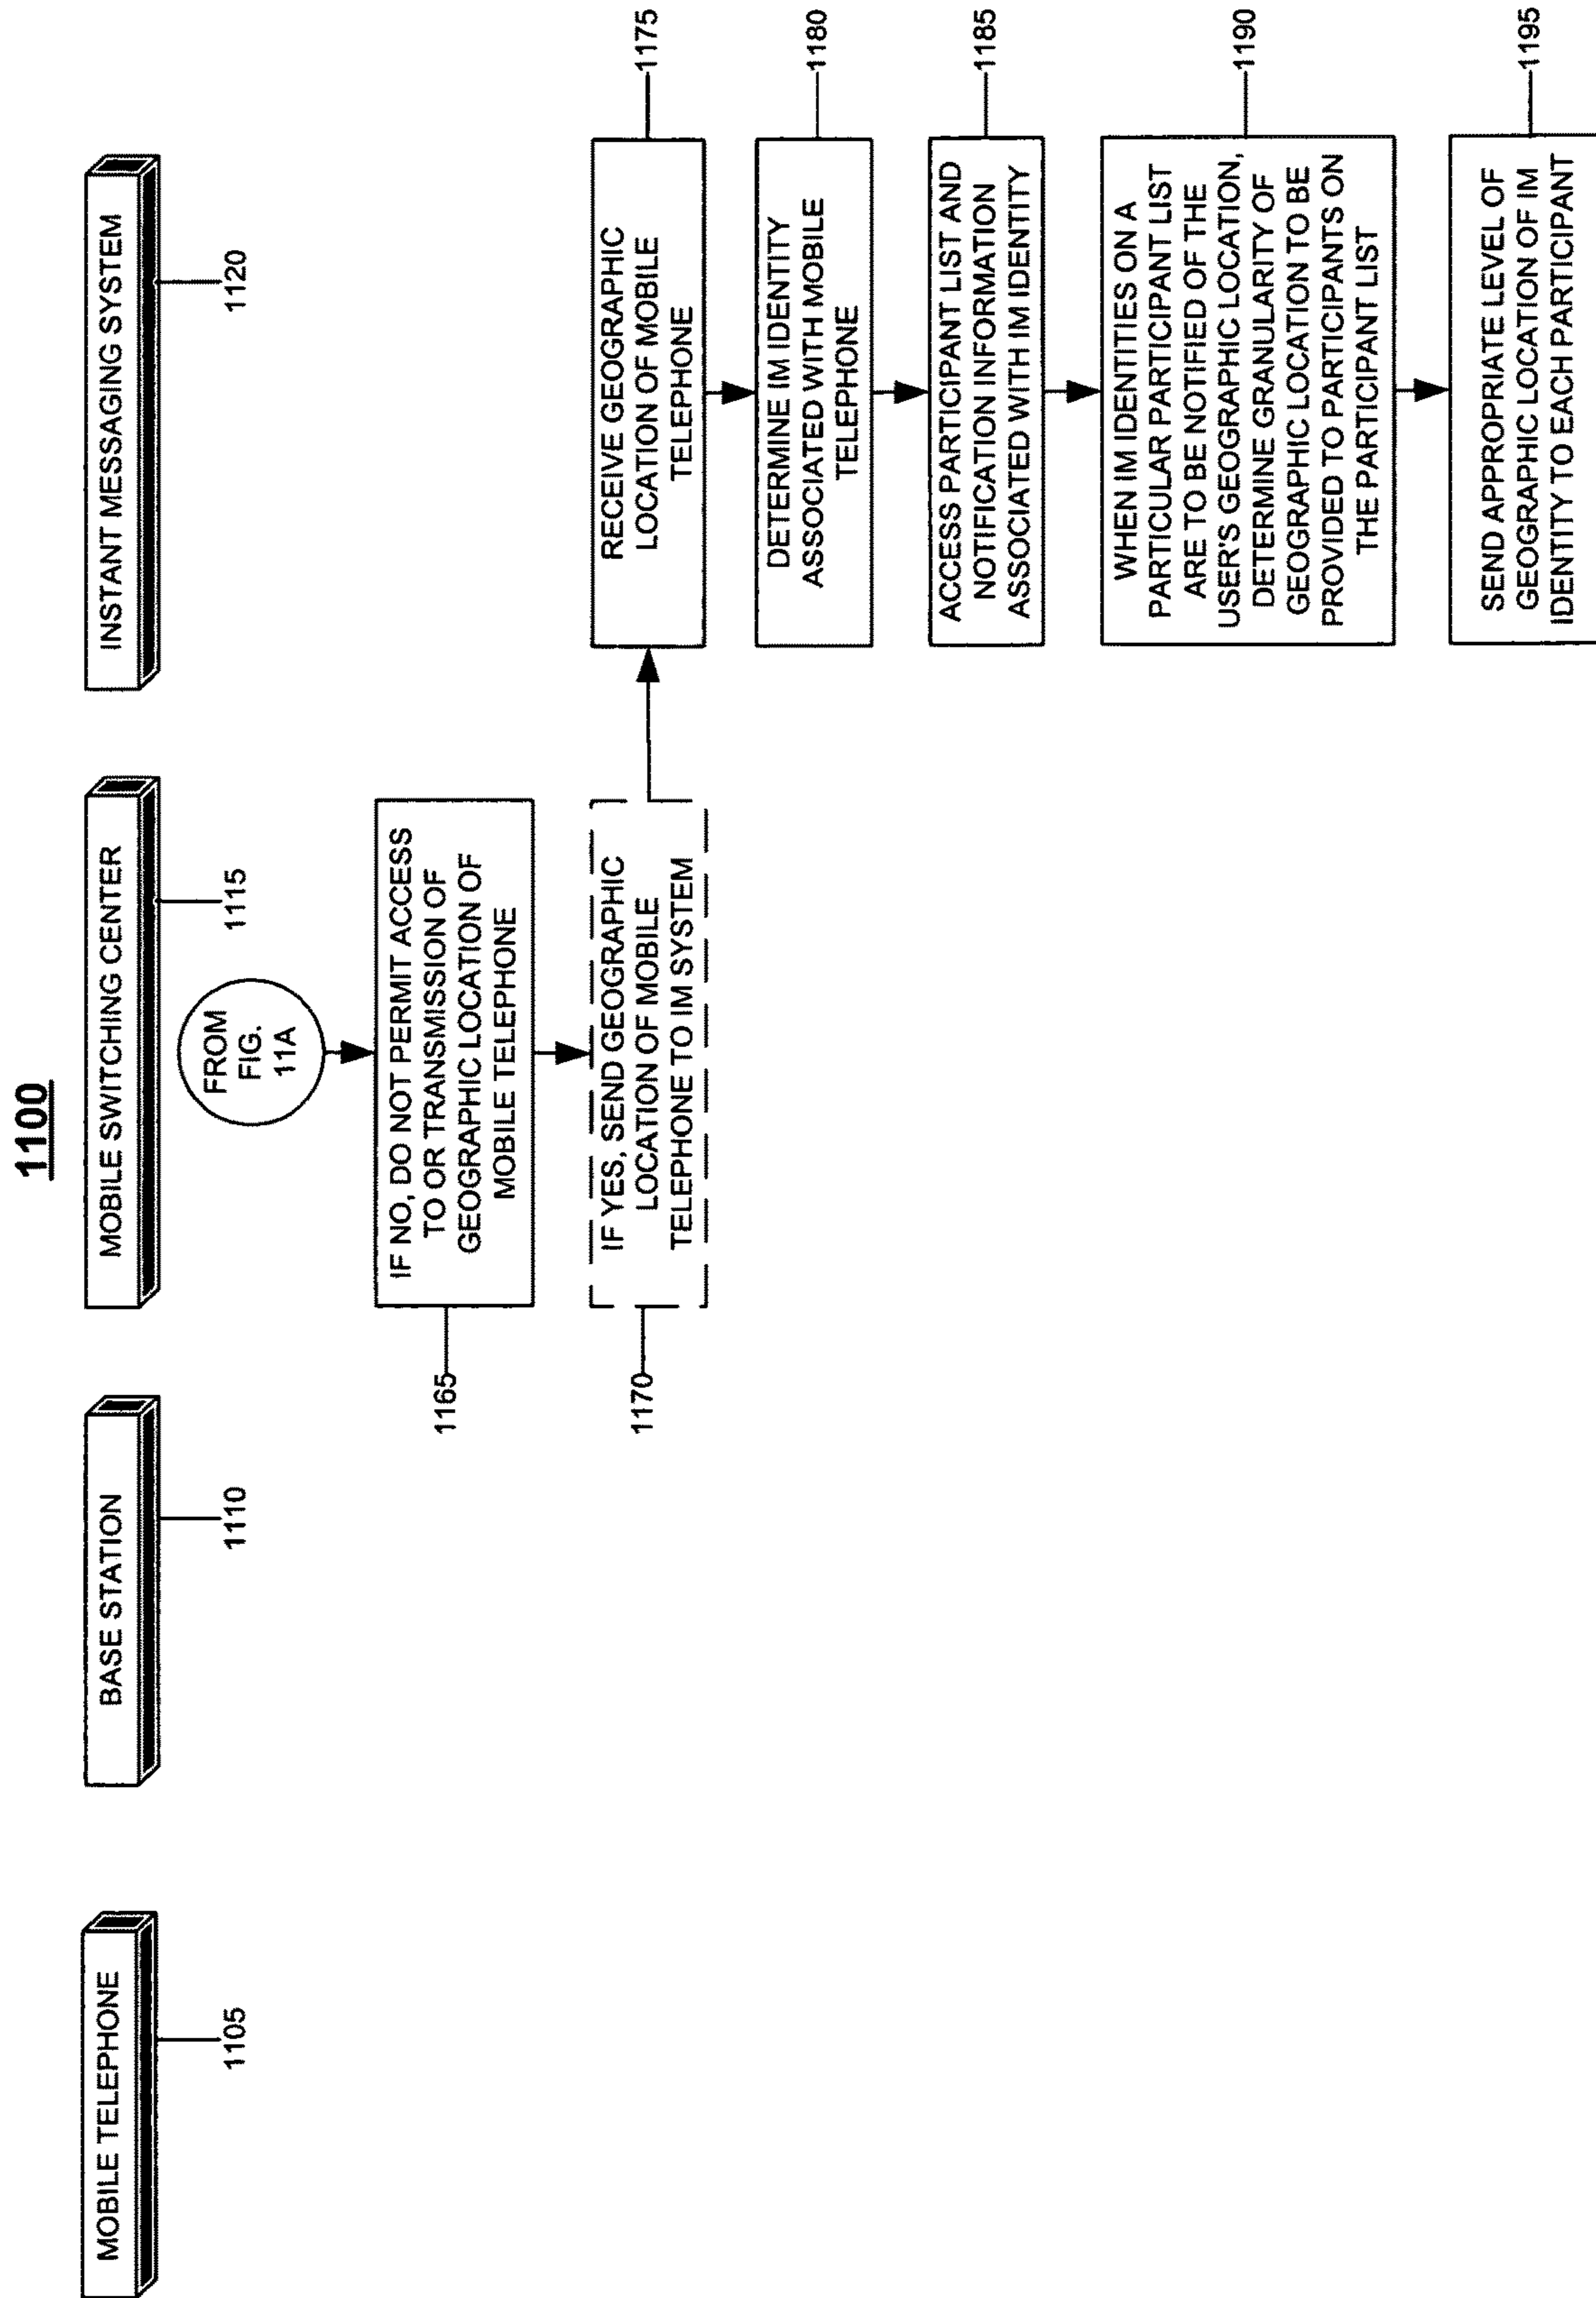 1100
MOBILE TELEPHONE
BASE STATION
MOBILE SWITCHING CENTER
INSTANT MESSAGING SYSTEM
1105
1110
1115
1120
FROM
FIG.
11A
IF NO, DO NOT PERMIT ACCESS
TO OR TRANSMISSION OF
GEOGRAPHIC LOCATION OF
MOBILE TELEPHONE
1165
IF YES, SEND GEOGRAPHIC
LOCATION OF MOBILE
TELEPHONE TO IM SYSTEM
1170
RECEIVE GEOGRAPHIC
LOCATION OF MOBILE
TELEPHONE
1175
DETERMINE IM IDENTITY
ASSOCIATED WITH MOBILE
TELEPHONE
1180
ACCESS PARTICIPANT LIST AND
NOTIFICATION INFORMATION
ASSOCIATED WITH IM IDENTITY
1185
WHEN IM IDENTITIES ON A
PARTICULAR PARTICIPANT LIST
ARE TO BE NOTIFIED OF THE
USER'S GEOGRAPHIC LOCATION,
DETERMINE GRANULARITY OF
GEOGRAPHIC LOCATION TO BE
PROVIDED TO PARTICIPANTS ON
THE PARTICIPANT LIST
1190
SEND APPROPRIATE LEVEL OF
GEOGRAPHIC LOCATION OF IM
IDENTITY TO EACH PARTICIPANT
1195